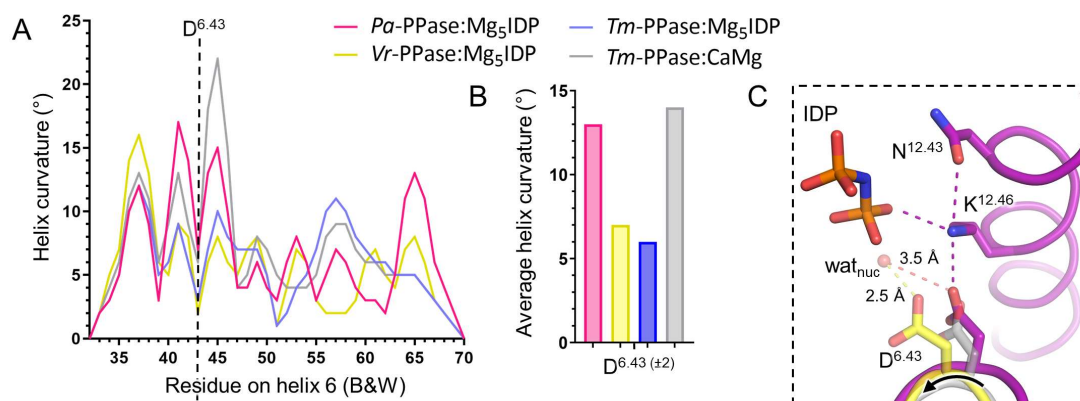 A
D6.43
Pa-PPase:Mg5IDP
Tm-PPase:Mg5IDP
Vr-PPase:Mg5IDP
Tm-PPase:CaMg
Helix curvature (°)
25
20
15
10
5
0
35 40 45 50 55 60 65 70
Residue on helix 6 (B&W)
B
Average helix curvature (°)
15
10
5
0
D6.43 (±2)
C
IDP
N12.43
K12.46
watnuc
3.5 Å
2.5 Å
D6.43